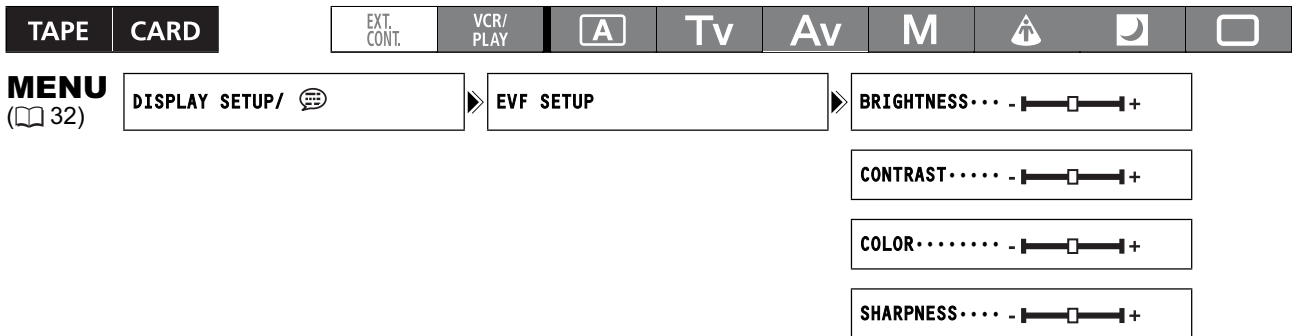 TAPE CARD EXT. CONT. VCR/ PLAY A Tv Av M
MENU DISPLAY SETUP/ EVF SETUP BRIGHTNESS··· - +
( 32)
CONTRAST····· - +
COLOR········ - +
SHARPNESS···· - +